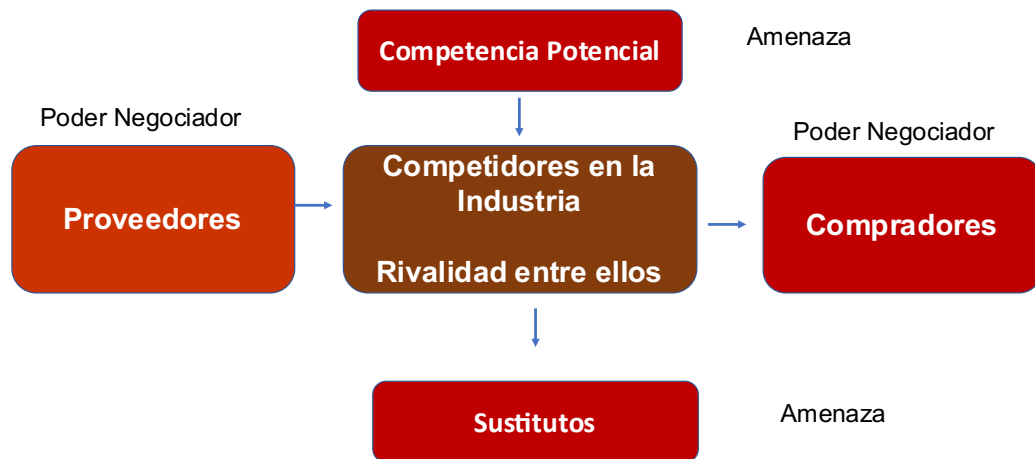 Competencia Potencial
Amenaza
Poder Negociador
Poder Negociador
Proveedores
Competidores en la
Industria
Rivalidad entre ellos
Compradores
Sustitutos
Amenaza